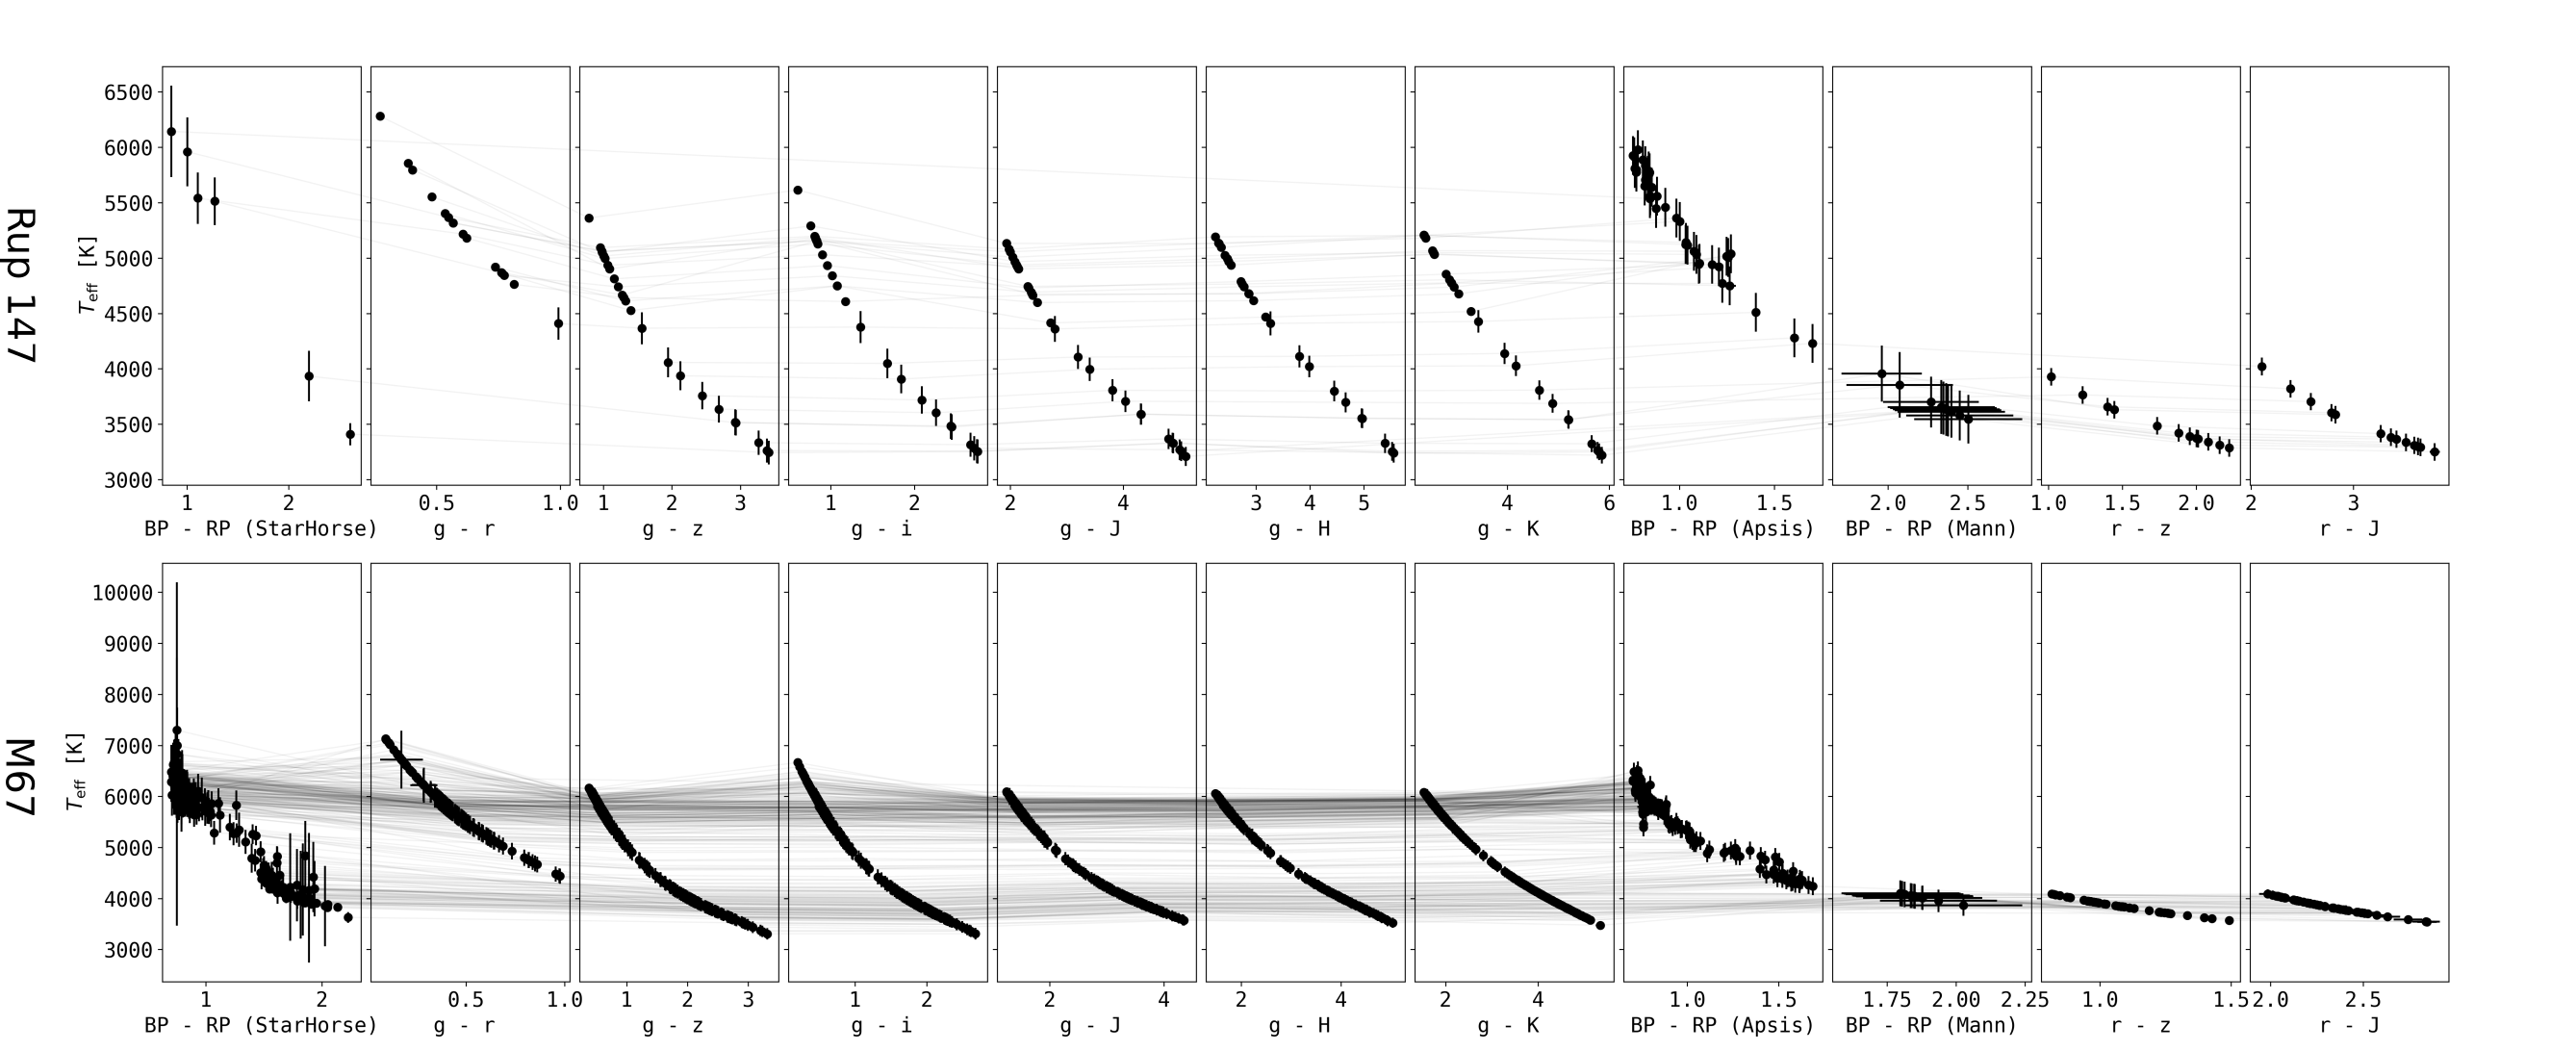 Rup 147
T_eff [K]
6500
6000
5500
5000
4500
4000
3500
3000
1 2 0.5 1.0 1 2 3 1 2 2 4 3 4 5 4 6 1.0 1.5 2.0 2.5 1.0 1.5 2.0 2 3
BP - RP (StarHorse) g - r g - z g - i g - J g - H g - K BP - RP (Apsis) BP - RP (Mann) r - z r - J
M67
T_eff [K]
10000
9000
8000
7000
6000
5000
4000
3000
1 2 0.5 1.0 1 2 3 1 2 2 4 2 4 2 4 1.0 1.5 1.75 2.00 2.25 1.0 1.5 2.0 2.5
BP - RP (StarHorse) g - r g - z g - i g - J g - H g - K BP - RP (Apsis) BP - RP (Mann) r - z r - J